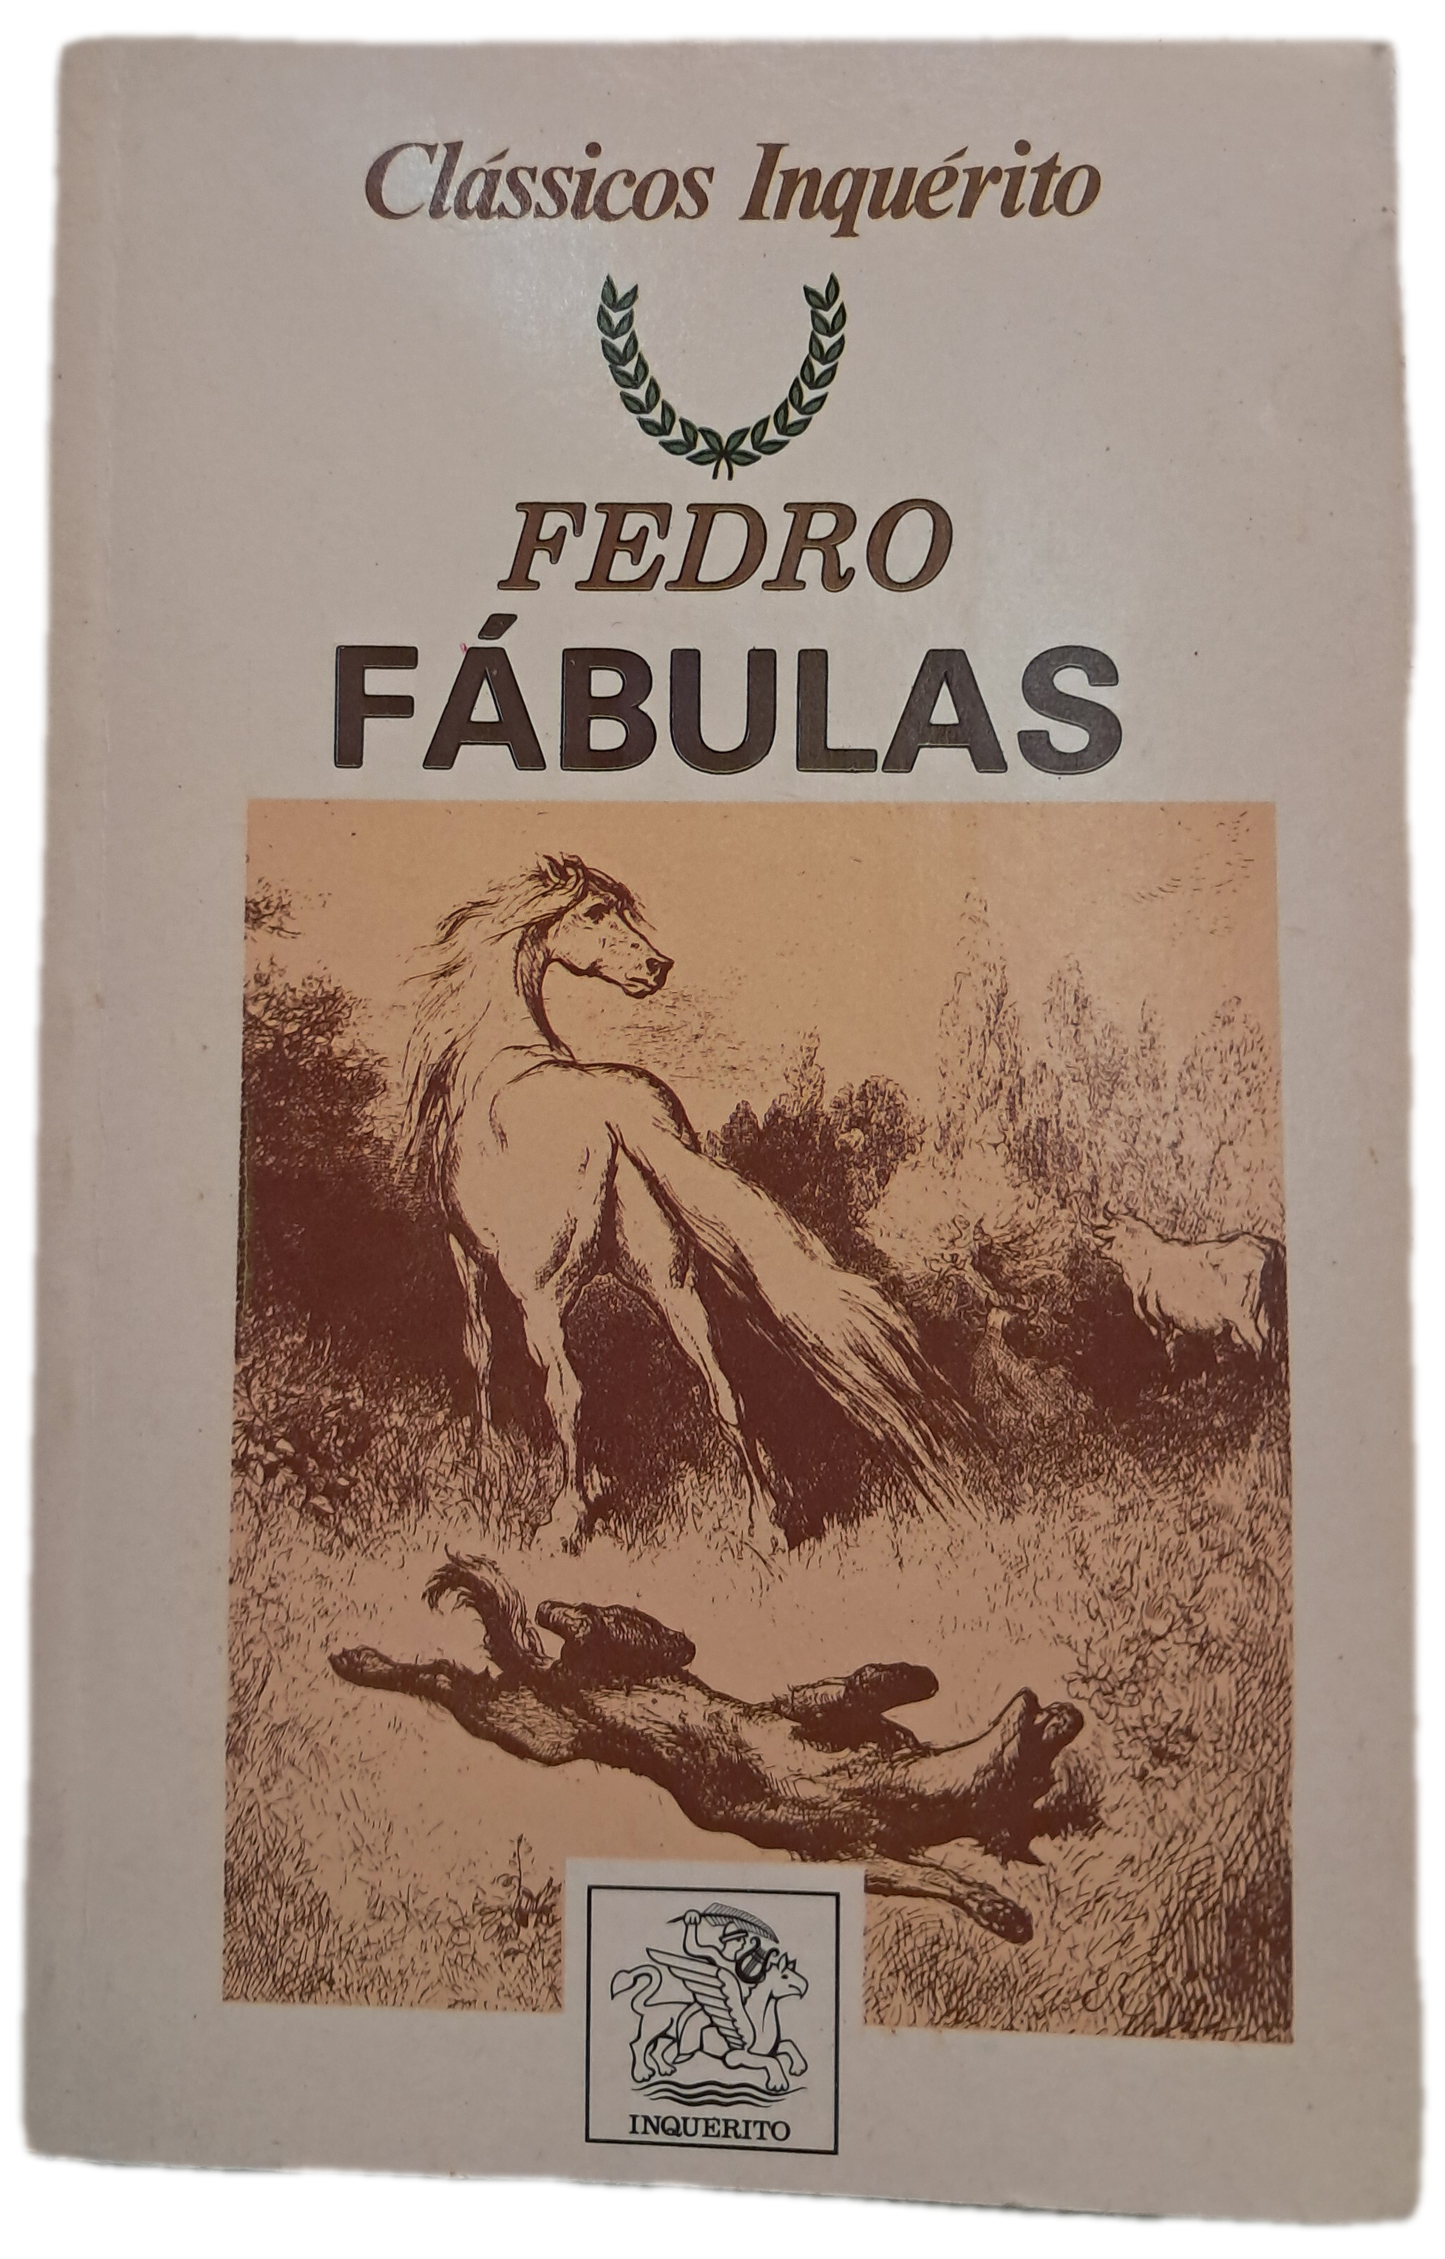 Clássicos Inquérito
FEDRO
FÁBULAS
INQUERITO